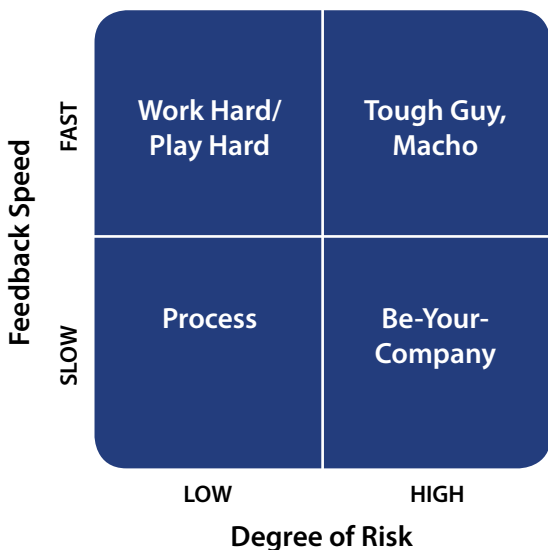 Feedback Speed
FAST
Work Hard/
Play Hard
Tough Guy,
Macho
SLOW
Process
Be-Your-
Company
LOW
HIGH
Degree of Risk